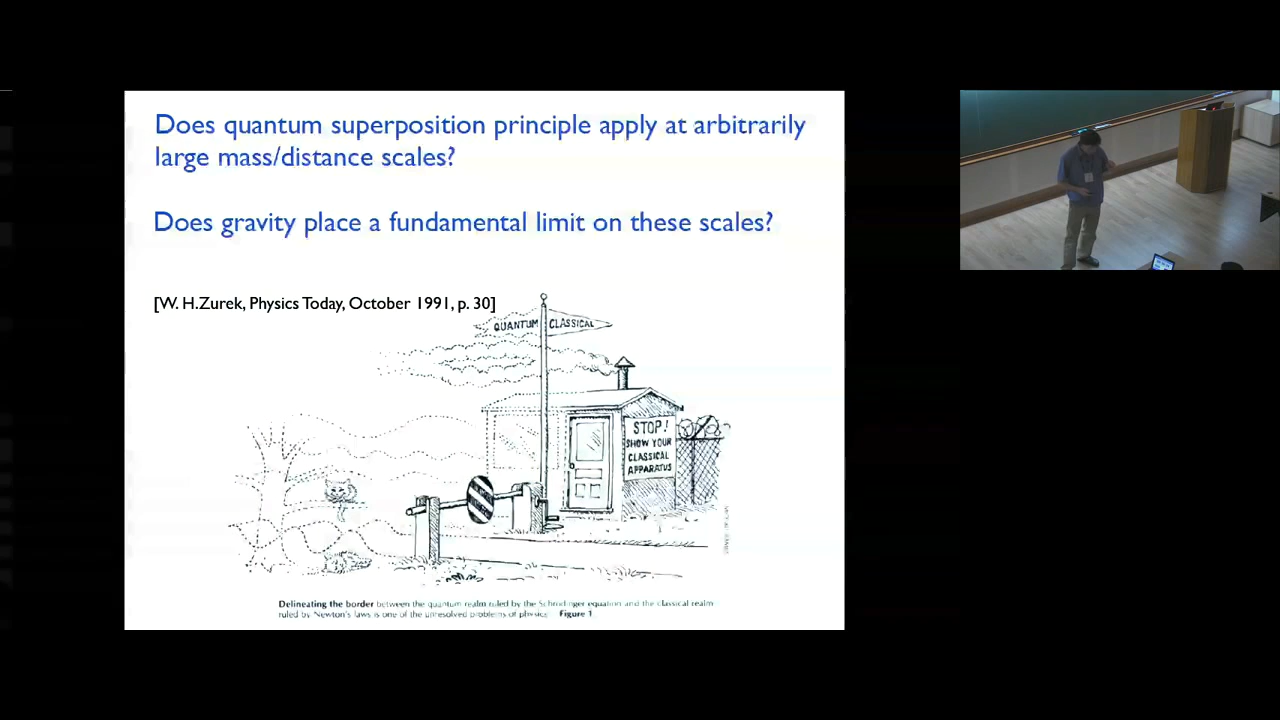 Does quantum superposition principle apply at arbitrarily
large mass/distance scales?
Does gravity place a fundamental limit on these scales?
[W. H.Zurek, Physics Today, October 1991, p. 30]
QUANTUM CLASSICAL
STOP!
SHOW YOUR
CLASSICAL
APPARATUS
Delineating the border between the quantum realm ruled by the Schrödinger equation and the classical realm
ruled by Newton's laws is one of the unresolved problems of physics. Figure 1